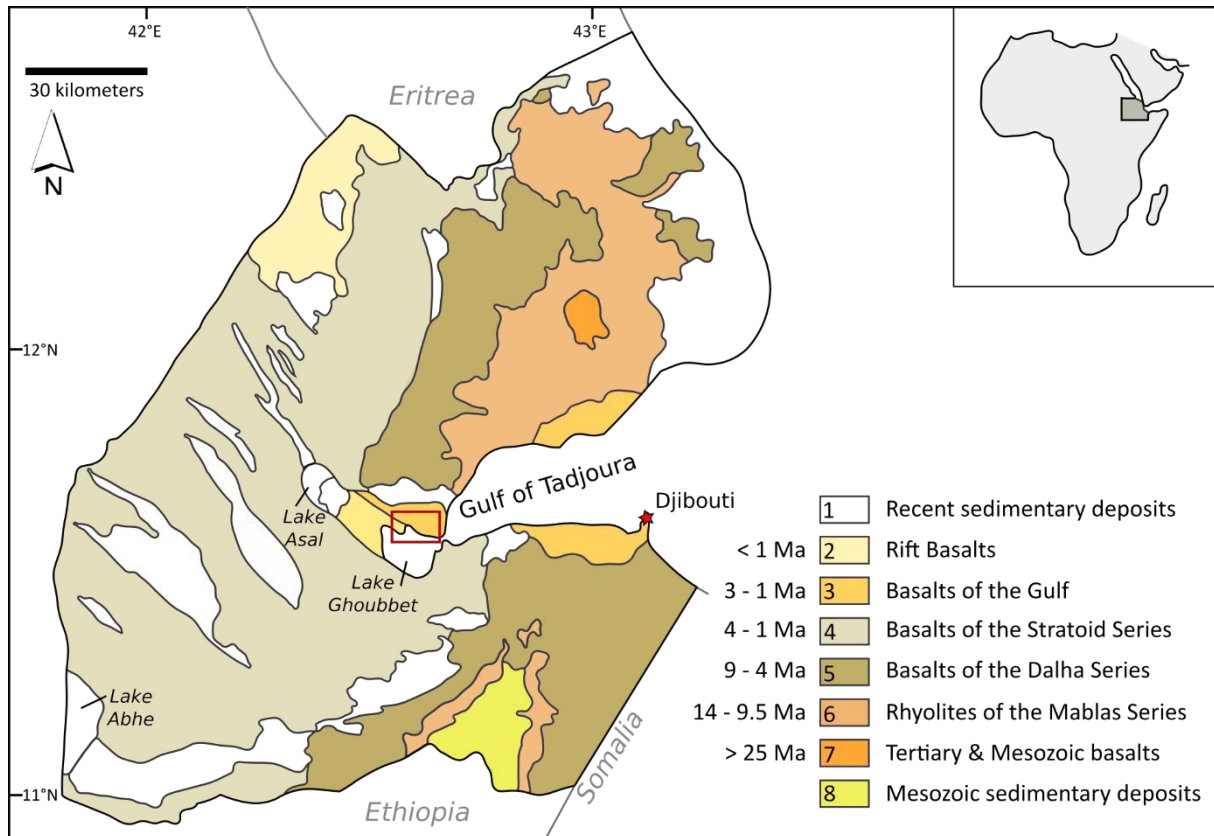 42°E
43°E
30 kilometers
N
Eritrea
12°N
Gulf of Tadjoura
Djibouti
Lake
Asal
Lake
Ghoubbet
Lake
Abhe
11°N
Ethiopia
Somalia
1 Recent sedimentary deposits
< 1 Ma 2 Rift Basalts
3 - 1 Ma 3 Basalts of the Gulf
4 - 1 Ma 4 Basalts of the Stratoid Series
9 - 4 Ma 5 Basalts of the Dalha Series
14 - 9.5 Ma 6 Rhyolites of the Mablas Series
> 25 Ma 7 Tertiary & Mesozoic basalts
8 Mesozoic sedimentary deposits